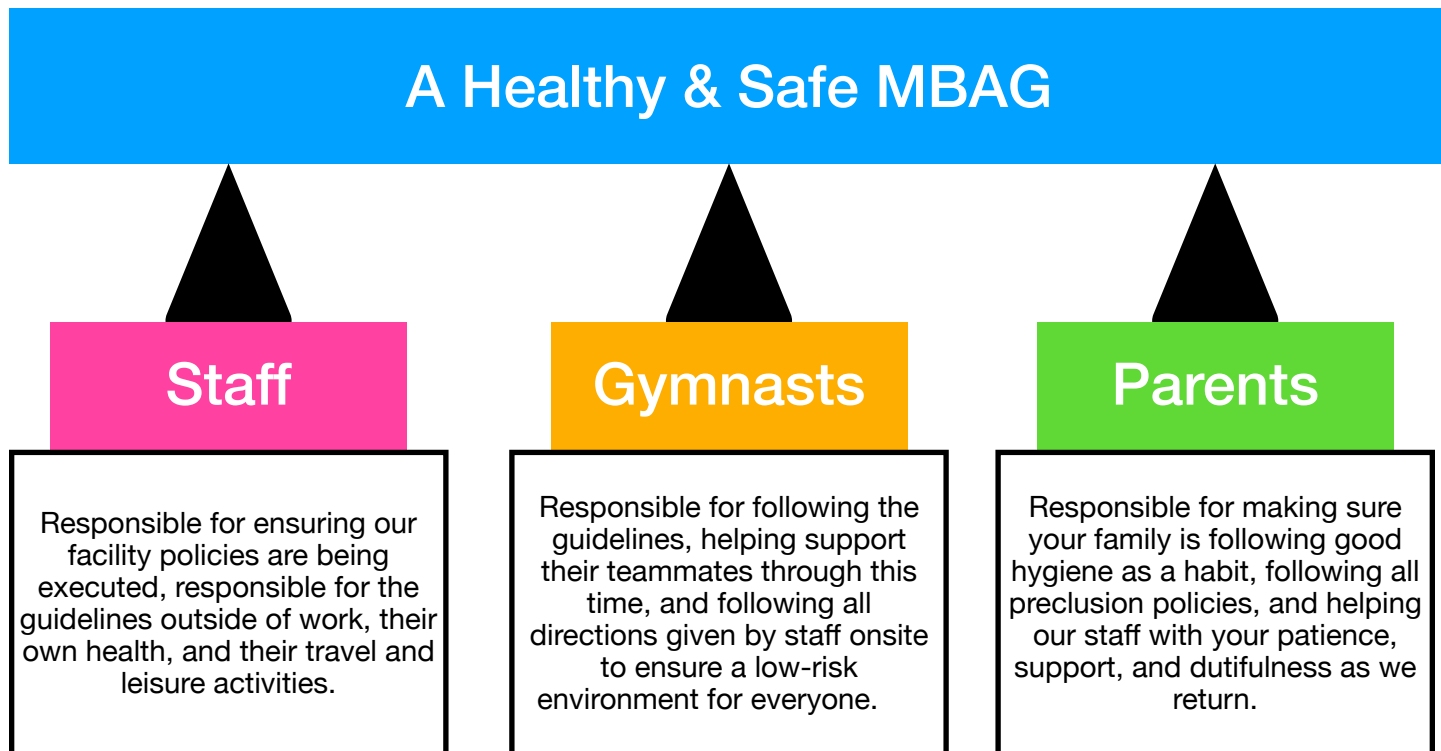 A Healthy & Safe MBAG
Staff
Responsible for ensuring our
facility policies are being
executed, responsible for the
guidelines outside of work, their
own health, and their travel and
leisure activities.
Gymnasts
Responsible for following the
guidelines, helping support
their teammates through this
time, and following all
directions given by staff onsite
to ensure a low-risk
environment for everyone.
Parents
Responsible for making sure
your family is following good
hygiene as a habit, following all
preclusion policies, and helping
our staff with your patience,
support, and dutifulness as we
return.